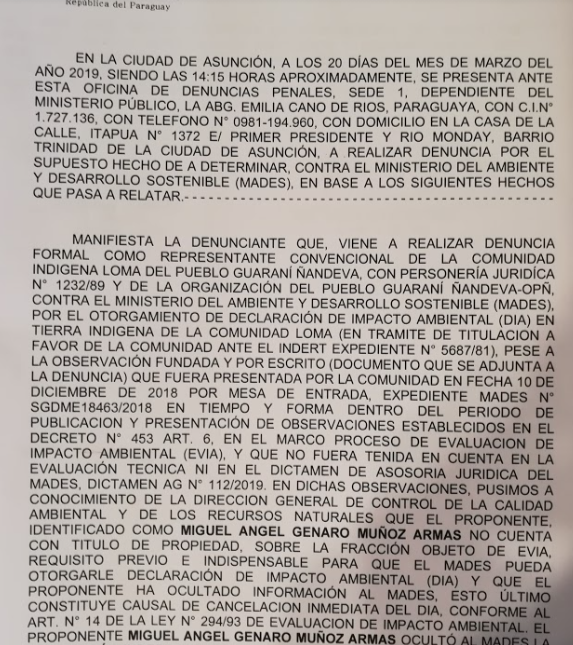 República del Paraguay
EN LA CIUDAD DE ASUNCIÓN, A LOS 20 DÍAS DEL MES DE MARZO DEL
AÑO 2019, SIENDO LAS 14:15 HORAS APROXIMADAMENTE, SE PRESENTA ANTE
ESTA OFICINA DE DENUNCIAS PENALES, SEDE 1, DEPENDIENTE DEL
MINISTERIO PÚBLICO, LA ABG. EMILIA CANO DE RIOS, PARAGUAYA, CON C.I.N°
1.727.136, CON TELEFONO N° 0981-194.960, CON DOMICILIO EN LA CASA DE LA
CALLE, ITAPUA N° 1372 E/ PRIMER PRESIDENTE Y RIO MONDAY, BARRIO
TRINIDAD DE LA CIUDAD DE ASUNCIÓN, A REALIZAR DENUNCIA POR EL
SUPUESTO HECHO DE A DETERMINAR, CONTRA EL MINISTERIO DEL AMBIENTE
Y DESARROLLO SOSTENIBLE (MADES), EN BASE A LOS SIGUIENTES HECHOS
QUE PASA A RELATAR.-----------------------------------------------
MANIFIESTA LA DENUNCIANTE QUE, VIENE A REALIZAR DENUNCIA
FORMAL COMO REPRESENTANTE CONVENCIONAL DE LA COMUNIDAD
INDIGENA LOMA DEL PUEBLO GUARANÍ ÑANDEVA, CON PERSONERÍA JURIDÍCA
N° 1232/89 Y DE LA ORGANIZACIÓN DEL PUEBLO GUARANÍ ÑANDEVA-OPÑ,
CONTRA EL MINISTERIO DEL AMBIENTE Y DESARROLLO SOSTENIBLE (MADES),
POR EL OTORGAMIENTO DE DECLARACIÓN DE IMPACTO AMBIENTAL (DIA) EN
TIERRA INDIGENA DE LA COMUNIDAD LOMA (EN TRAMITE DE TITULACION A
FAVOR DE LA COMUNIDAD ANTE EL INDERT EXPEDIENTE N° 5687/81), PESE A
LA OBSERVACIÓN FUNDADA Y POR ESCRITO (DOCUMENTO QUE SE ADJUNTA A
LA DENUNCIA) QUE FUERA PRESENTADA POR LA COMUNIDAD EN FECHA 10 DE
DICIEMBRE DE 2018 POR MESA DE ENTRADA, EXPEDIENTE MADES N°
SGDME18463/2018 EN TIEMPO Y FORMA DENTRO DEL PERIODO DE
PUBLICACION Y PRESENTACIÓN DE OBSERVACIONES ESTABLECIDOS EN EL
DECRETO N° 453 ART. 6, EN EL MARCO PROCESO DE EVALUACION DE
IMPACTO AMBIENTAL (EVIA), Y QUE NO FUERA TENIDA EN CUENTA EN LA
EVALUACIÓN TECNICA NI EN EL DICTAMEN DE ASOSORIA JURIDICA DEL
MADES, DICTAMEN AG N° 112/2019. EN DICHAS OBSERVACIONES, PUSIMOS A
CONOCIMIENTO DE LA DIRECCION GENERAL DE CONTROL DE LA CALIDAD
AMBIENTAL Y DE LOS RECURSOS NATURALES QUE EL PROPONENTE,
IDENTIFICADO COMO MIGUEL ANGEL GENARO MUÑOZ ARMAS NO CUENTA
CON TITULO DE PROPIEDAD, SOBRE LA FRACCIÓN OBJETO DE EVIA,
REQUISITO PREVIO E INDISPENSABLE PARA QUE EL MADES PUEDA
OTORGARLE DECLARACIÓN DE IMPACTO AMBIENTAL (DIA) Y QUE EL
PROPONENTE HA OCULTADO INFORMACIÓN AL MADES, ESTO ÚLTIMO
CONSTITUYE CAUSAL DE CANCELACION INMEDIATA DEL DIA, CONFORME AL
ART. N° 14 DE LA LEY N° 294/93 DE EVALUACION DE IMPACTO AMBIENTAL. EL
PROPONENTE MIGUEL ANGEL GENARO MUÑOZ ARMAS OCULTÓ AL MADES LA